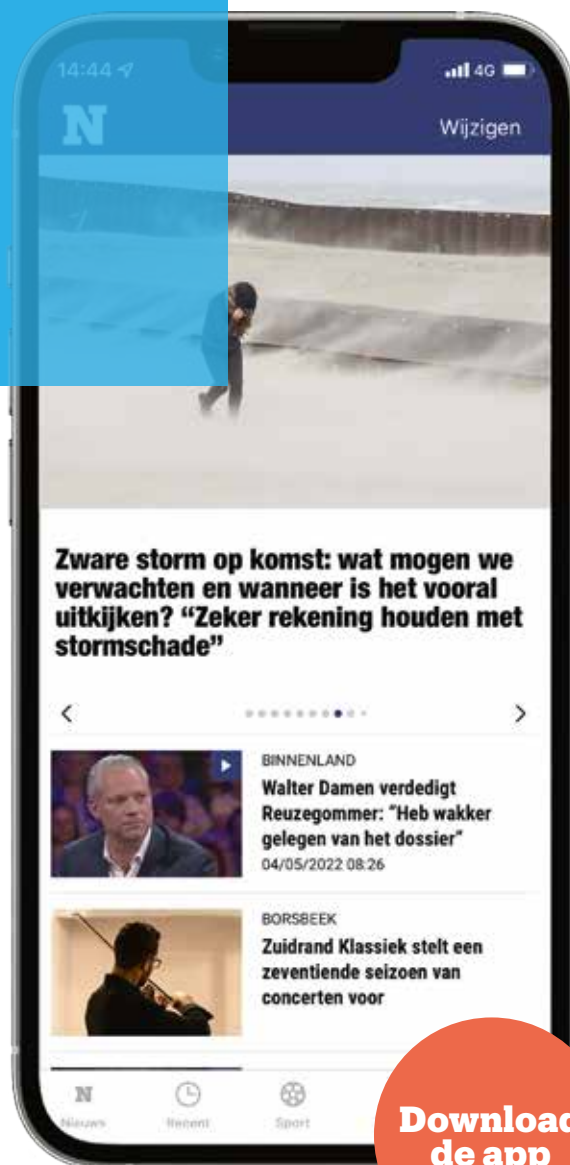 14:44
4G
N
Wijzigen
Zware storm op komst: wat mogen we
verwachten en wanneer is het vooral
uitkijken? “Zeker rekening houden met
stormschade”
BINNENLAND
Walter Damen verdedigt
Reuzegommer: “Heb wakker
gelegen van het dossier”
04/05/2022 08:26
BORSBEEK
Zuidrand Klassiek stelt een
zeventiende seizoen van
concerten voor
N
Nieuws
Recent
Sport
Download
de app